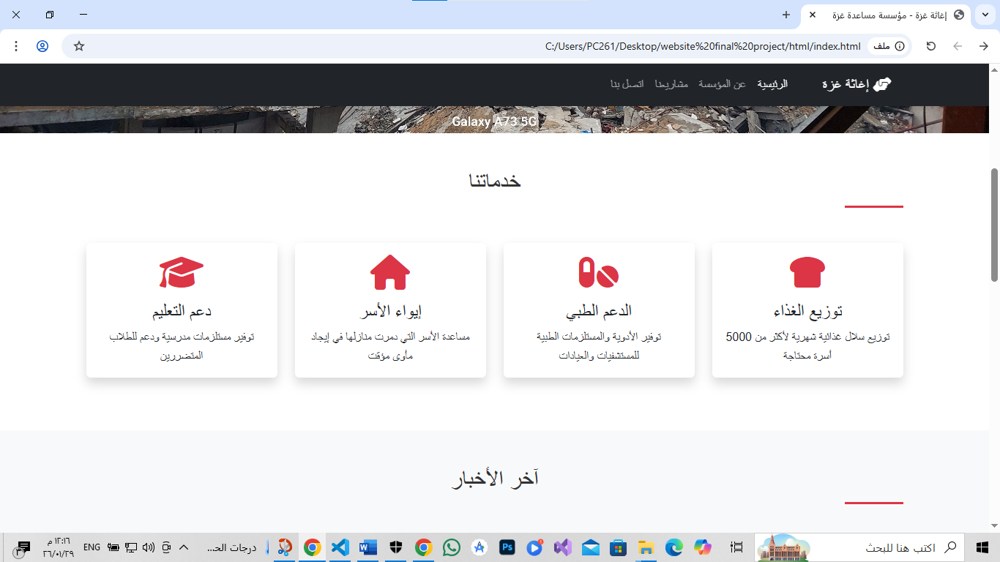 إغاثة غزة - مؤسسة مساعدة غزة
ملف
C:/Users/PC261/Desktop/website%20final%20project/html/index.html
إغاثة غزة
الرئيسية
عن المؤسسة
مشاريعنا
اتصل بنا
Galaxy A73 5G
خدماتنا
توزيع الغذاء
توزيع سلال غذائية شهرية لأكثر من 5000
أسرة محتاجة
الدعم الطبي
توفير الأدوية والمستلزمات الطبية
للمستشفيات والعيادات
إيواء الأسر
مساعدة الأسر التي دمرت منازلها في إيجاد
مأوى مؤقت
دعم التعليم
توفير مستلزمات مدرسية ودعم للطلاب
المتضررين
آخر الأخبار
اكتب هنا للبحث
Ps
درجات الحـ...
ENG
١٢:١٦ م
٢٦/٠١/٢٩
٣